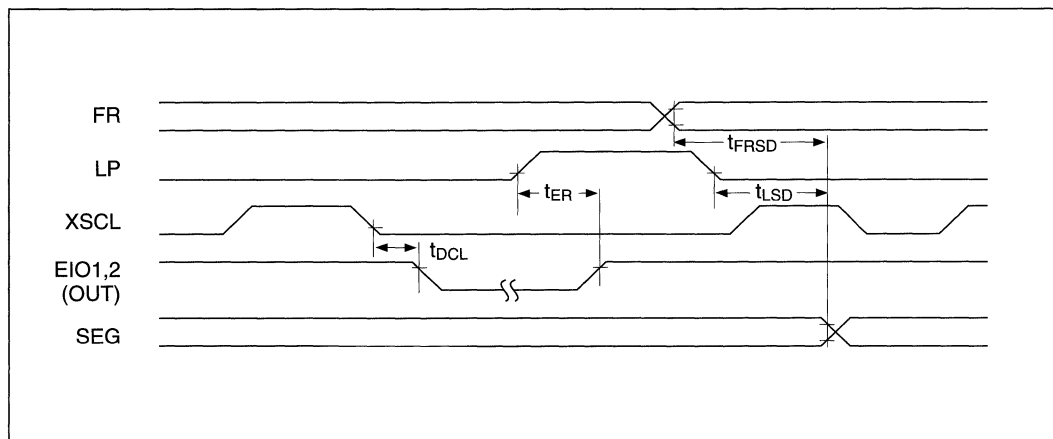 FR
tFRSD
LP
tER
tLSD
XSCL
tDCL
EIO1,2
(OUT)
SEG